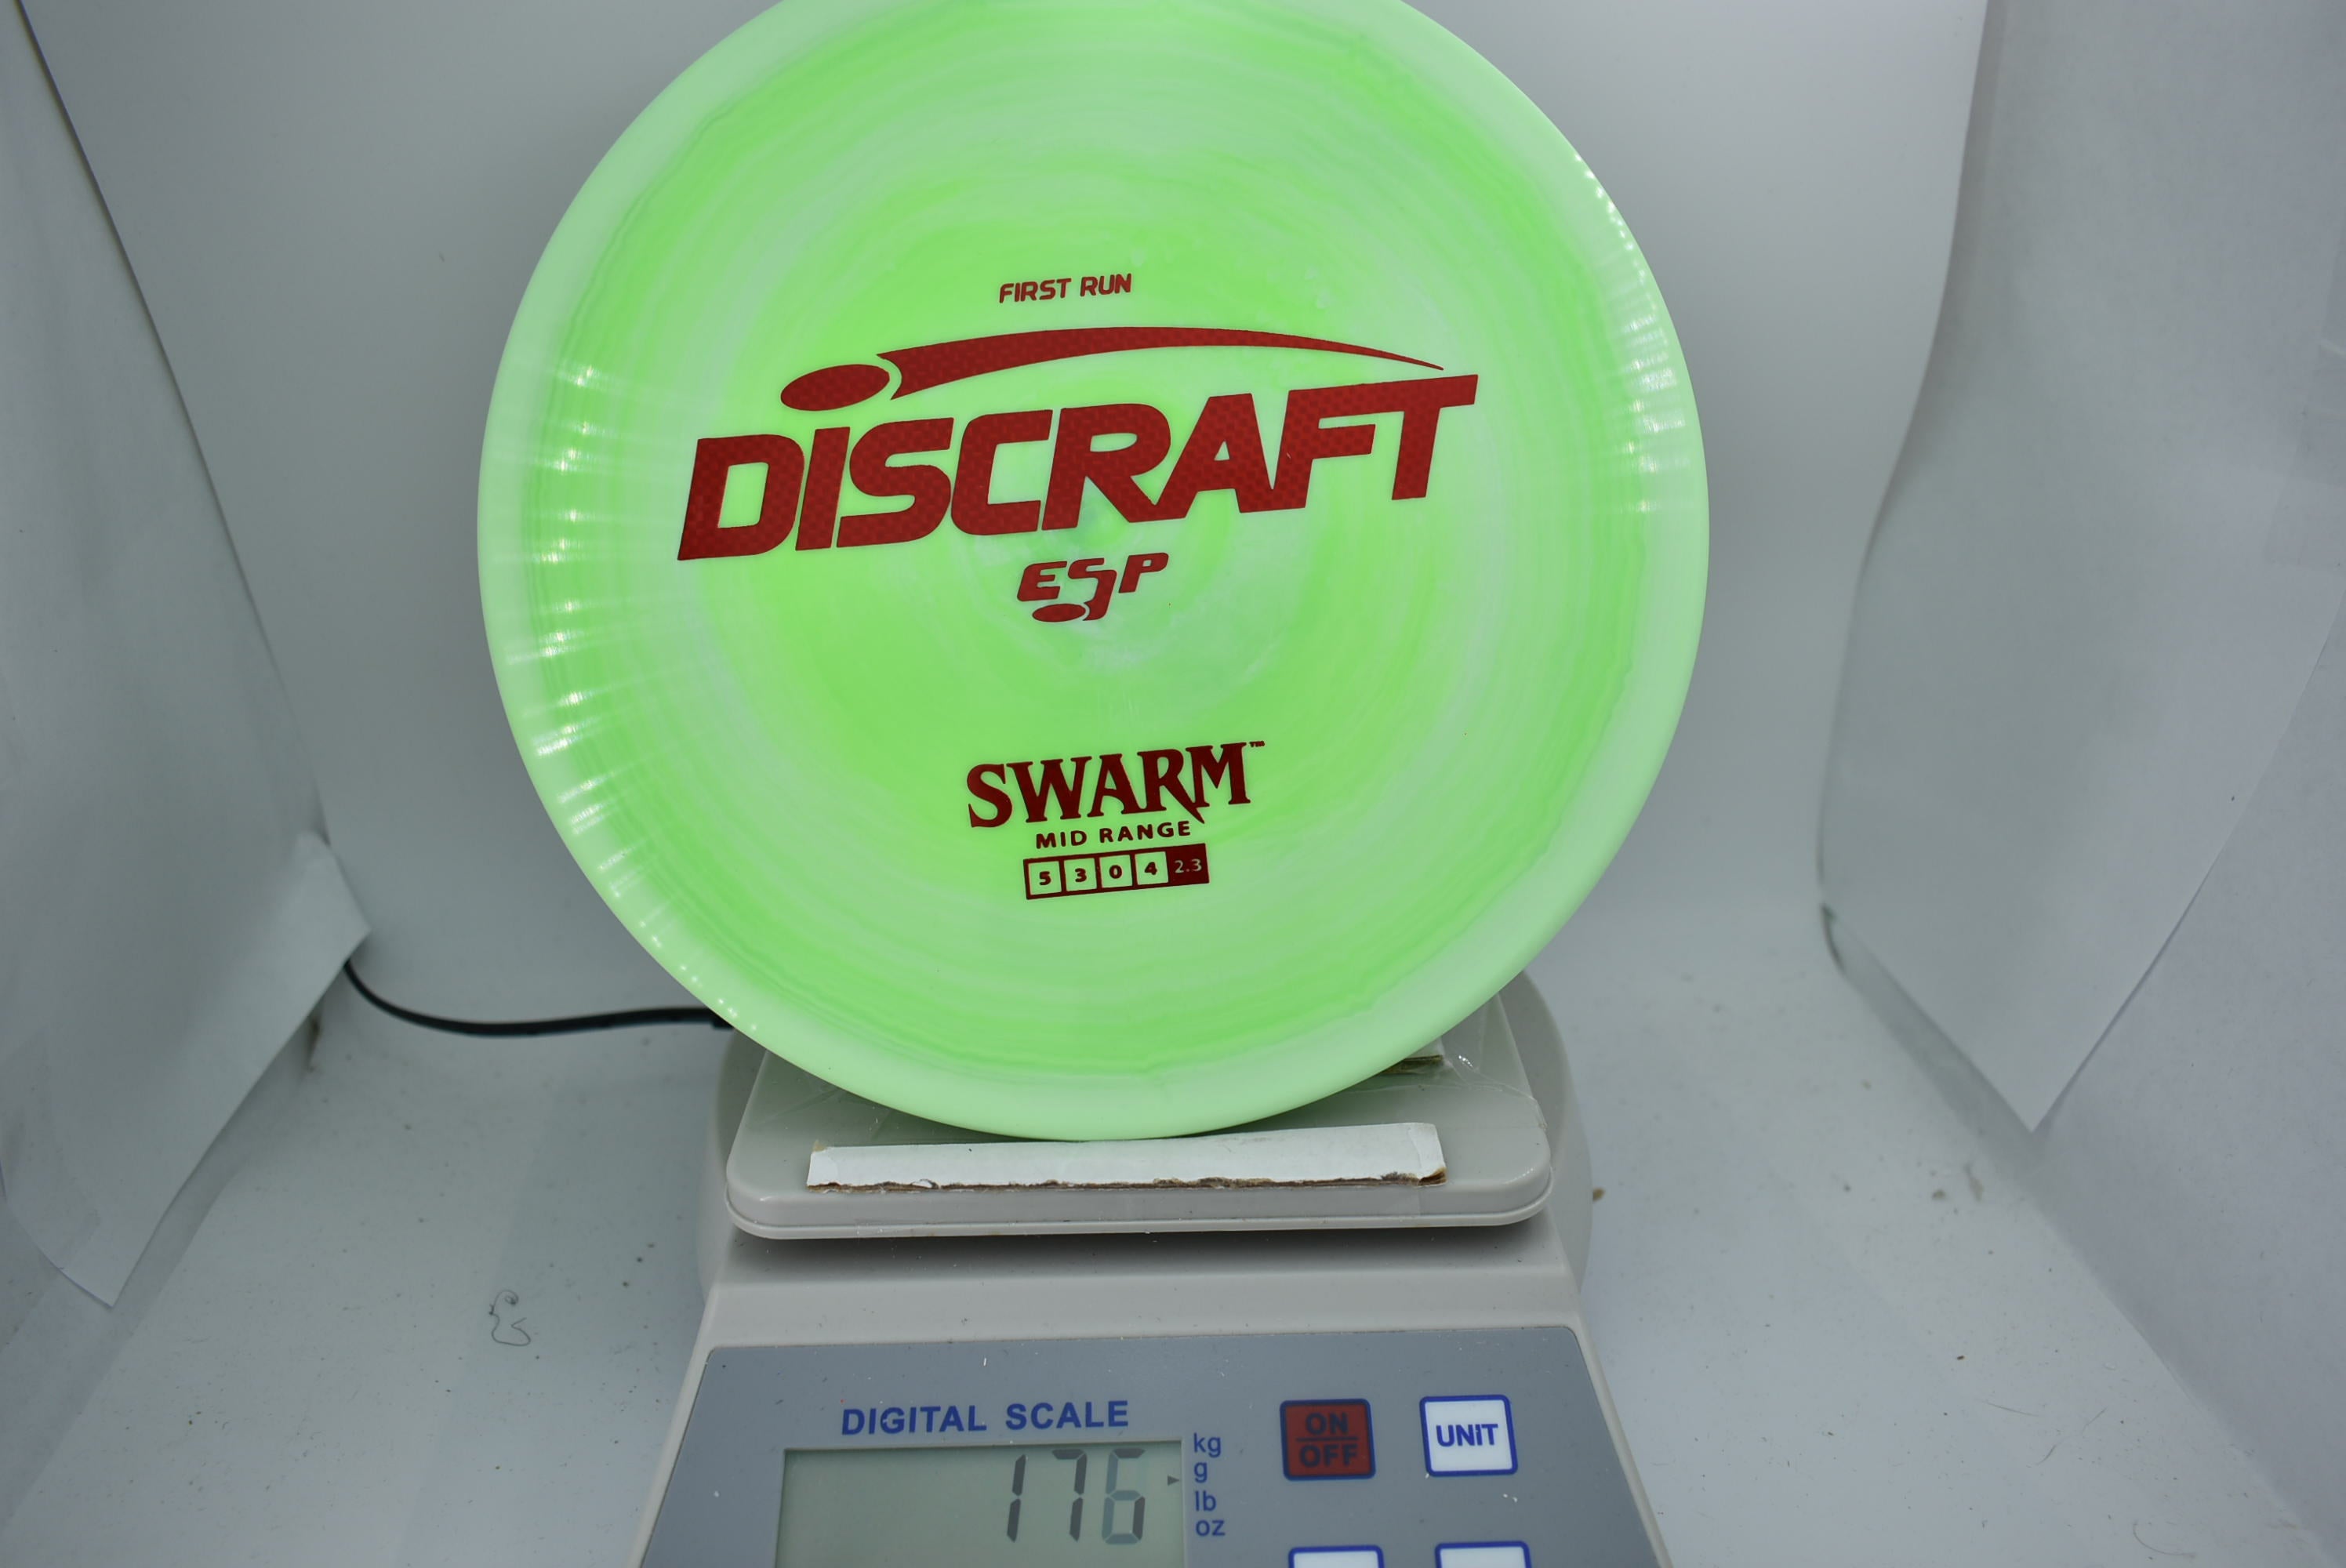 FIRST RUN
DISCRAFT
ESP
SWARM™
MID RANGE
5 3 0 4 2.3
DIGITAL SCALE
176
kg
g
lb
oz
ON
OFF
UNIT